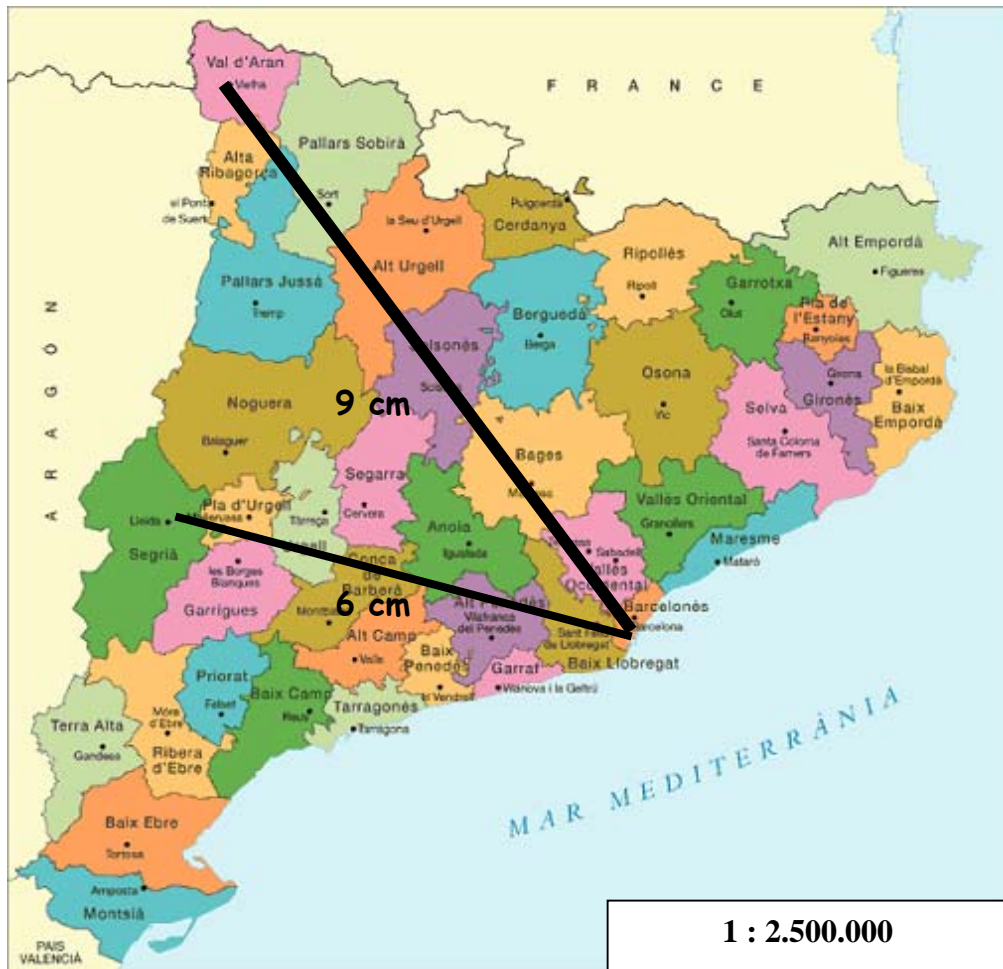 Val d'Aran
Vielha
F R A N C E
Pallars Sobirà
Alta
Ribagorça
el Pont
de Suert
Sort
la Seu d'Urgell
Puigcerdà
Cerdanya
Alt Urgell
Ripollès
Ripoll
Alt Empordà
Figueres
Garrotxa
Olot
Pla de
l'Estany
Banyoles
Pallars Jussà
Tremp
Berguedà
Berga
Solsonès
Osona
Vic
Girona
Gironès
la Bisbal
d'Empordà
Baix
Empordà
Selva
Santa Coloma
de Farners
A R A G Ó N
Noguera
Balaguer
9 cm
Bages
Segarra
Cervera
Pla d'Urgell
Tàrrega
Anoia
Igualada
Vallès Oriental
Granollers
Sabadell
Vallès
Occidental
Maresme
Mataró
Lleida
Segrià
les Borges
Blanques
Garrigues
Conca
de
Barberà
6 cm
Alt Penedès
Vilafranca
del Penedès
Barcelonès
Barcelona
Sant Feliu
de Llobregat
Baix Llobregat
Alt Camp
Valls
Baix
Penedès
el Vendrell
Garraf
Vilanova i la Geltrú
Priorat
Falset
Baix Camp
Reus
Tarragonès
Tarragona
Móra
d'Ebre
Ribera
d'Ebre
Terra Alta
Gandesa
MAR MEDITERRÀNIA
Baix Ebre
Tortosa
Amposta
Montsià
PAIS
VALENCIÀ
1 : 2.500.000